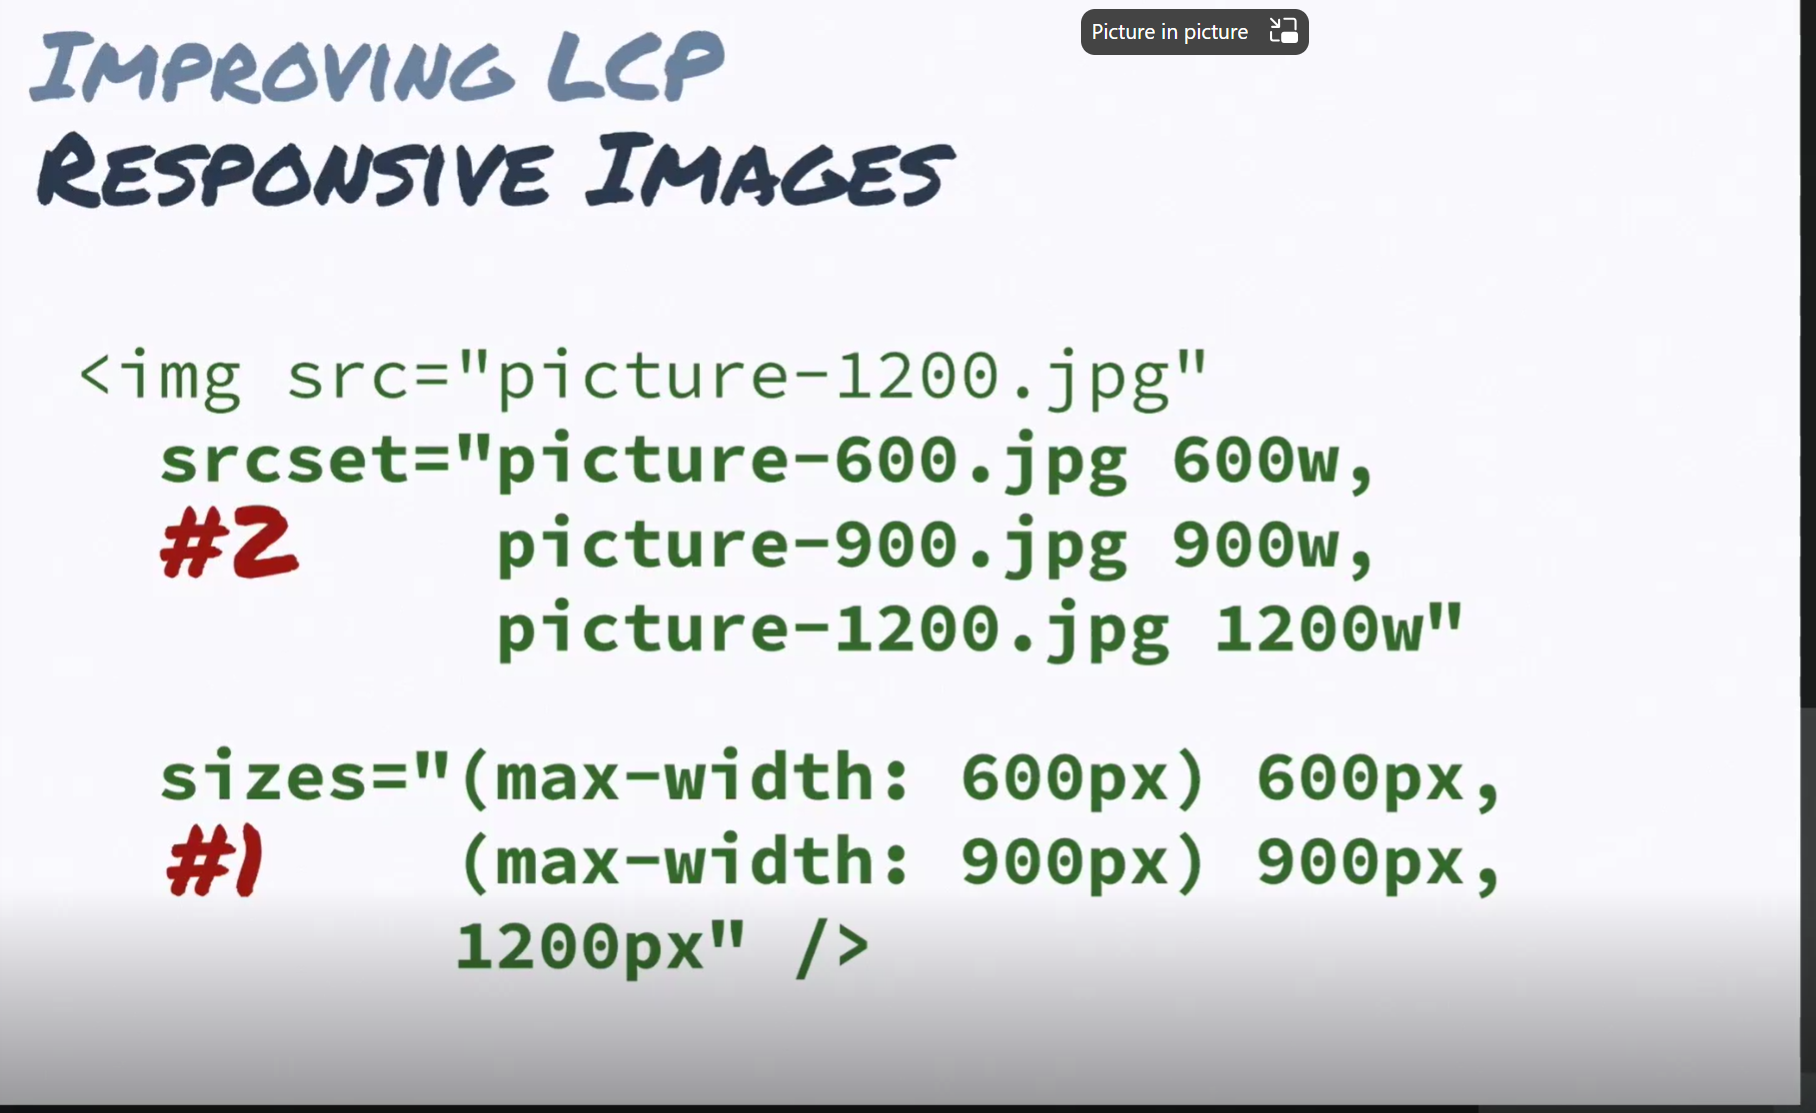 Improving LCP
Picture in picture
Responsive Images
<img src="picture-1200.jpg"
srcset="picture-600.jpg 600w,
#2 picture-900.jpg 900w,
picture-1200.jpg 1200w"
sizes="(max-width: 600px) 600px,
#1 (max-width: 900px) 900px,
1200px" />